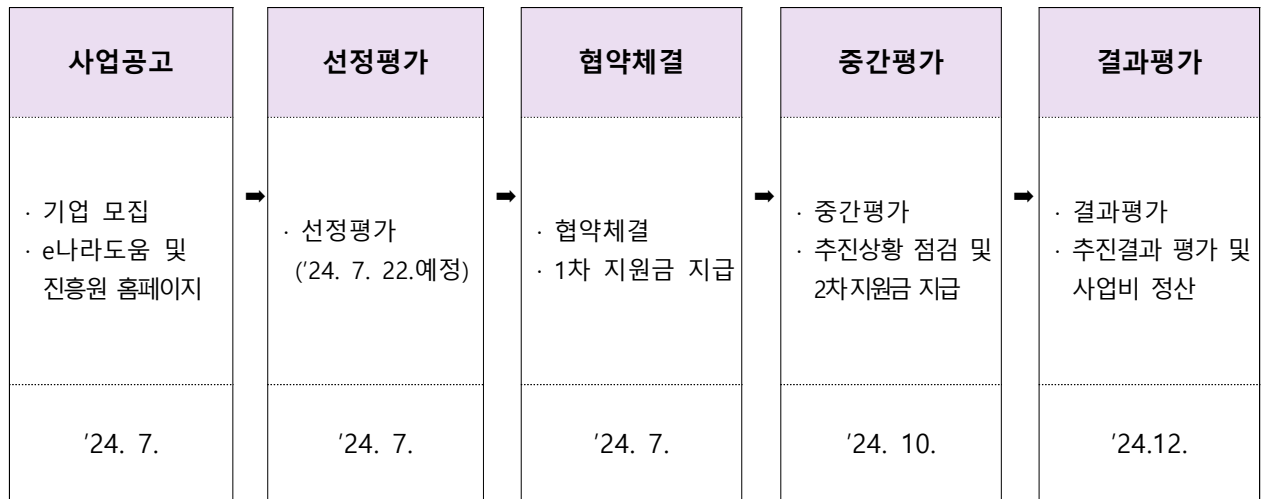 사업공고
· 기업 모집
· e나라도움 및
진흥원 홈페이지
'24. 7.
➡
선정평가
· 선정평가
('24. 7. 22.예정)
'24. 7.
➡
협약체결
· 협약체결
· 1차 지원금 지급
'24. 7.
➡
중간평가
· 중간평가
· 추진상황 점검 및
2차지원금 지급
'24. 10.
➡
결과평가
· 결과평가
· 추진결과 평가 및
사업비 정산
'24.12.